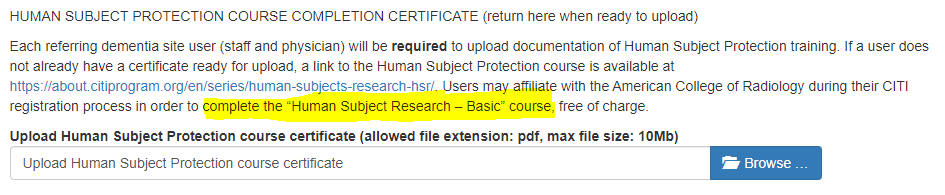 HUMAN SUBJECT PROTECTION COURSE COMPLETION CERTIFICATE (return here when ready to upload)
Each referring dementia site user (staff and physician) will be required to upload documentation of Human Subject Protection training. If a user does
not already have a certificate ready for upload, a link to the Human Subject Protection course is available at
https://about.citiprogram.org/en/series/human-subjects-research-hsr/. Users may affiliate with the American College of Radiology during their CITI
registration process in order to complete the “Human Subject Research – Basic” course, free of charge.
Upload Human Subject Protection course certificate (allowed file extension: pdf, max file size: 10Mb)
Upload Human Subject Protection course certificate
Browse ...